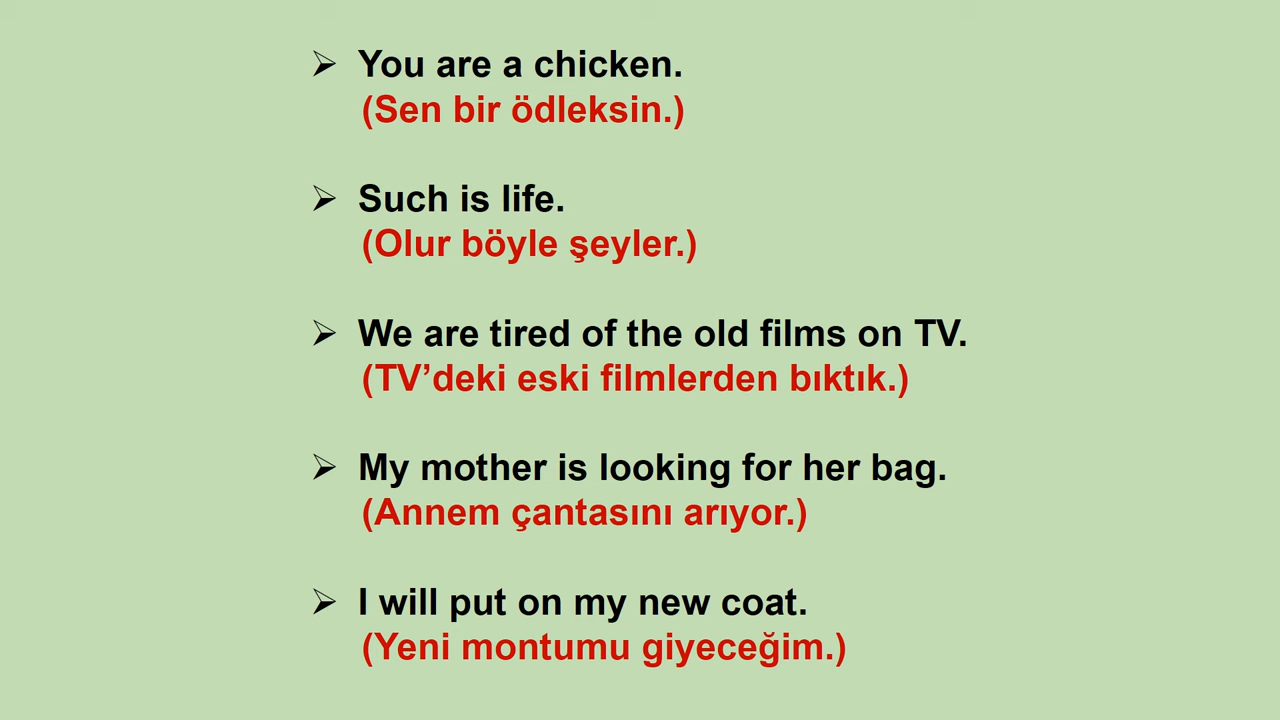 ➢ You are a chicken.
(Sen bir ödleksin.)
➢ Such is life.
(Olur böyle şeyler.)
➢ We are tired of the old films on TV.
(TV’deki eski filmlerden bıktık.)
➢ My mother is looking for her bag.
(Annem çantasını arıyor.)
➢ I will put on my new coat.
(Yeni montumu giyeceğim.)